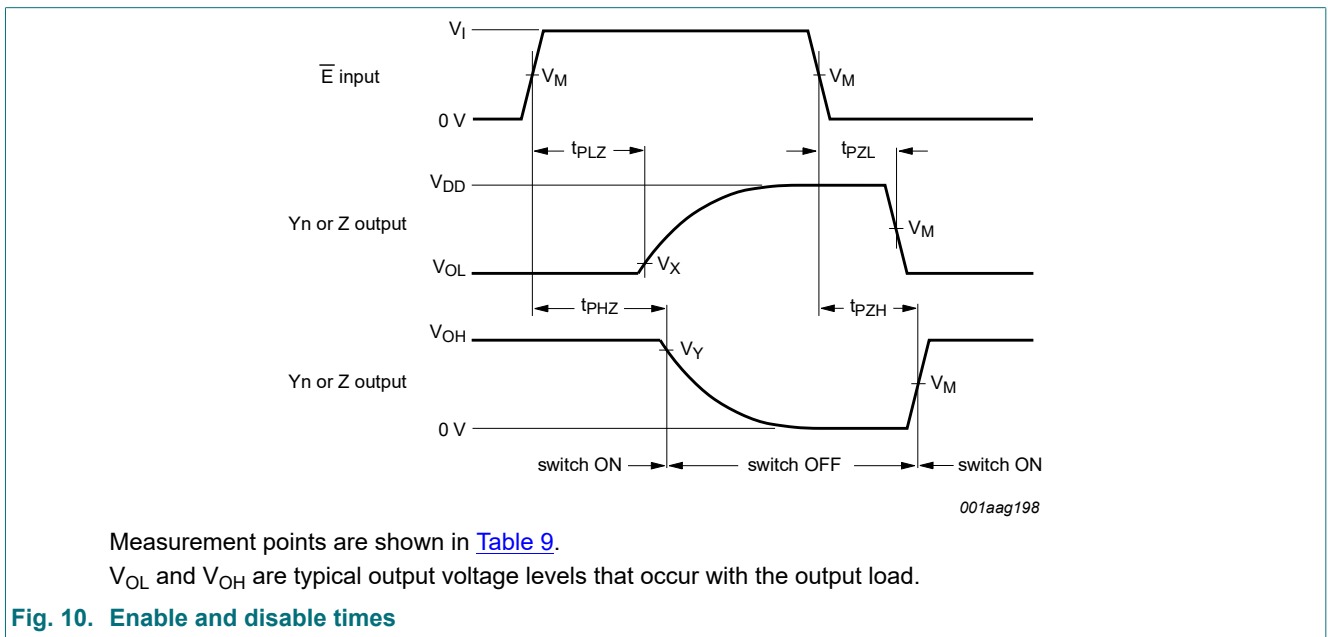 V_I
E̅ input
V_M
V_M
0 V
t_PLZ
t_PZL
V_DD
Yn or Z output
V_M
V_OL
V_X
t_PHZ
t_PZH
V_OH
V_Y
Yn or Z output
V_M
0 V
switch ON
switch OFF
switch ON
001aag198
Measurement points are shown in Table 9.
V_OL and V_OH are typical output voltage levels that occur with the output load.
Fig. 10. Enable and disable times